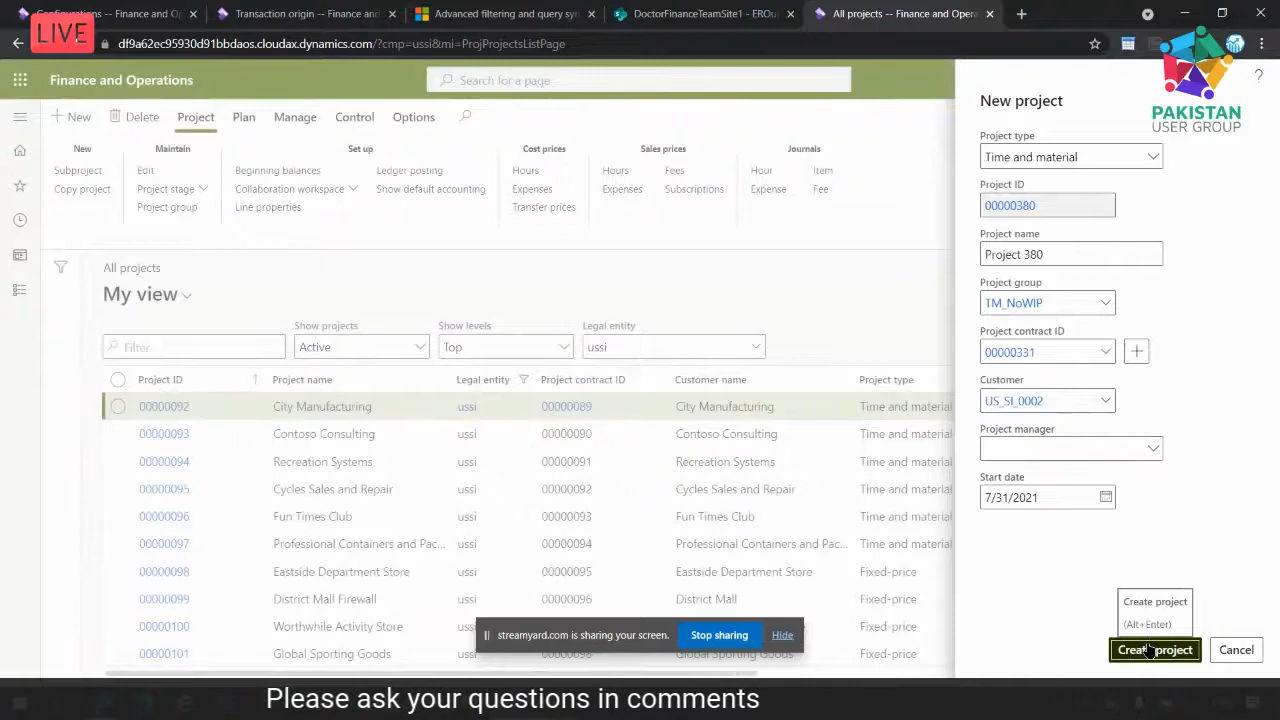 Configurations -- Finance and Op
Transaction origin -- Finance and
Advanced filtering and query syn
DoctorFinanceTeamSite1 - EROu
All projects -- Finance and Opera
LIVE
df9a62ec95930d91bbdaos.cloudax.dynamics.com/?cmp=ussi&mi=ProjProjectsListPage
Finance and Operations
Search for a page
?
PAKISTAN
USER GROUP
New
Delete
Project
Plan
Manage
Control
Options
New
Subproject
Copy project
Maintain
Edit
Project stage
Project group
Set up
Beginning balances
Collaboration workspace
Line properties
Ledger posting
Show default accounting
Cost prices
Hours
Expenses
Transfer prices
Sales prices
Hours
Expenses
Fees
Subscriptions
Journals
Hour
Expense
Item
Fee
All projects
My view
Filter
Show projects
Active
Show levels
Top
Legal entity
ussi
Project ID Project name Legal entity Project contract ID Customer name Project type
00000092 City Manufacturing ussi 00000089 City Manufacturing Time and material
00000093 Contoso Consulting ussi 00000090 Contoso Consulting Time and material
00000094 Recreation Systems ussi 00000091 Recreation Systems Time and material
00000095 Cycles Sales and Repair ussi 00000092 Cycles Sales and Repair Time and material
00000096 Fun Times Club ussi 00000093 Fun Times Club Time and material
00000097 Professional Containers and Pac... ussi 00000094 Professional Containers and Pac... Time and material
00000098 Eastside Department Store ussi 00000095 Eastside Department Store Fixed-price
00000099 District Mall Firewall ussi 00000096 District Mall Fixed-price
00000100 Worthwhile Activity Store Fixed-price
00000101 Global Sporting Goods ussi 00000098 Global Sporting Goods Fixed-price
streamyard.com is sharing your screen.
Stop sharing
Hide
New project
Project type
Time and material
Project ID
00000380
Project name
Project 380
Project group
TM_NoWIP
Project contract ID
00000331
Customer
US_SI_0002
Project manager
Start date
7/31/2021
Create project
(Alt+Enter)
Create project
Cancel
Please ask your questions in comments